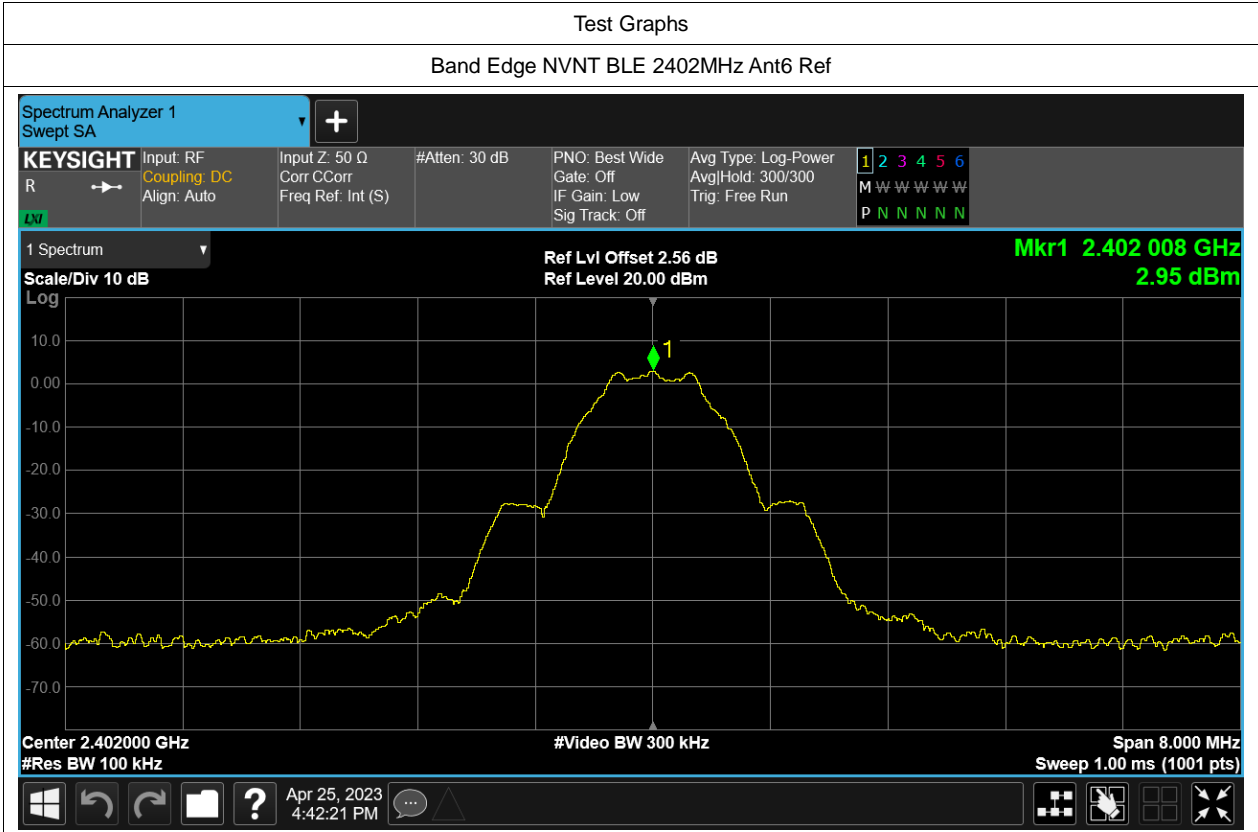 Test Graphs
Band Edge NVNT BLE 2402MHz Ant6 Ref
Spectrum Analyzer 1
Swept SA
KEYSIGHT
R
LXI
Input: RF
Coupling: DC
Align: Auto
Input Z: 50 Ω
Corr CCorr
Freq Ref: Int (S)
#Atten: 30 dB
PNO: Best Wide
Gate: Off
IF Gain: Low
Sig Track: Off
Avg Type: Log-Power
Avg|Hold: 300/300
Trig: Free Run
1 2 3 4 5 6
M W W W W W W
P N N N N N
1 Spectrum
Scale/Div 10 dB
Log
Ref Lvl Offset 2.56 dB
Ref Level 20.00 dBm
Mkr1 2.402 008 GHz
2.95 dBm
1
10.0
0.00
-10.0
-20.0
-30.0
-40.0
-50.0
-60.0
-70.0
Center 2.402000 GHz
#Res BW 100 kHz
#Video BW 300 kHz
Span 8.000 MHz
Sweep 1.00 ms (1001 pts)
?
Apr 25, 2023
4:42:21 PM